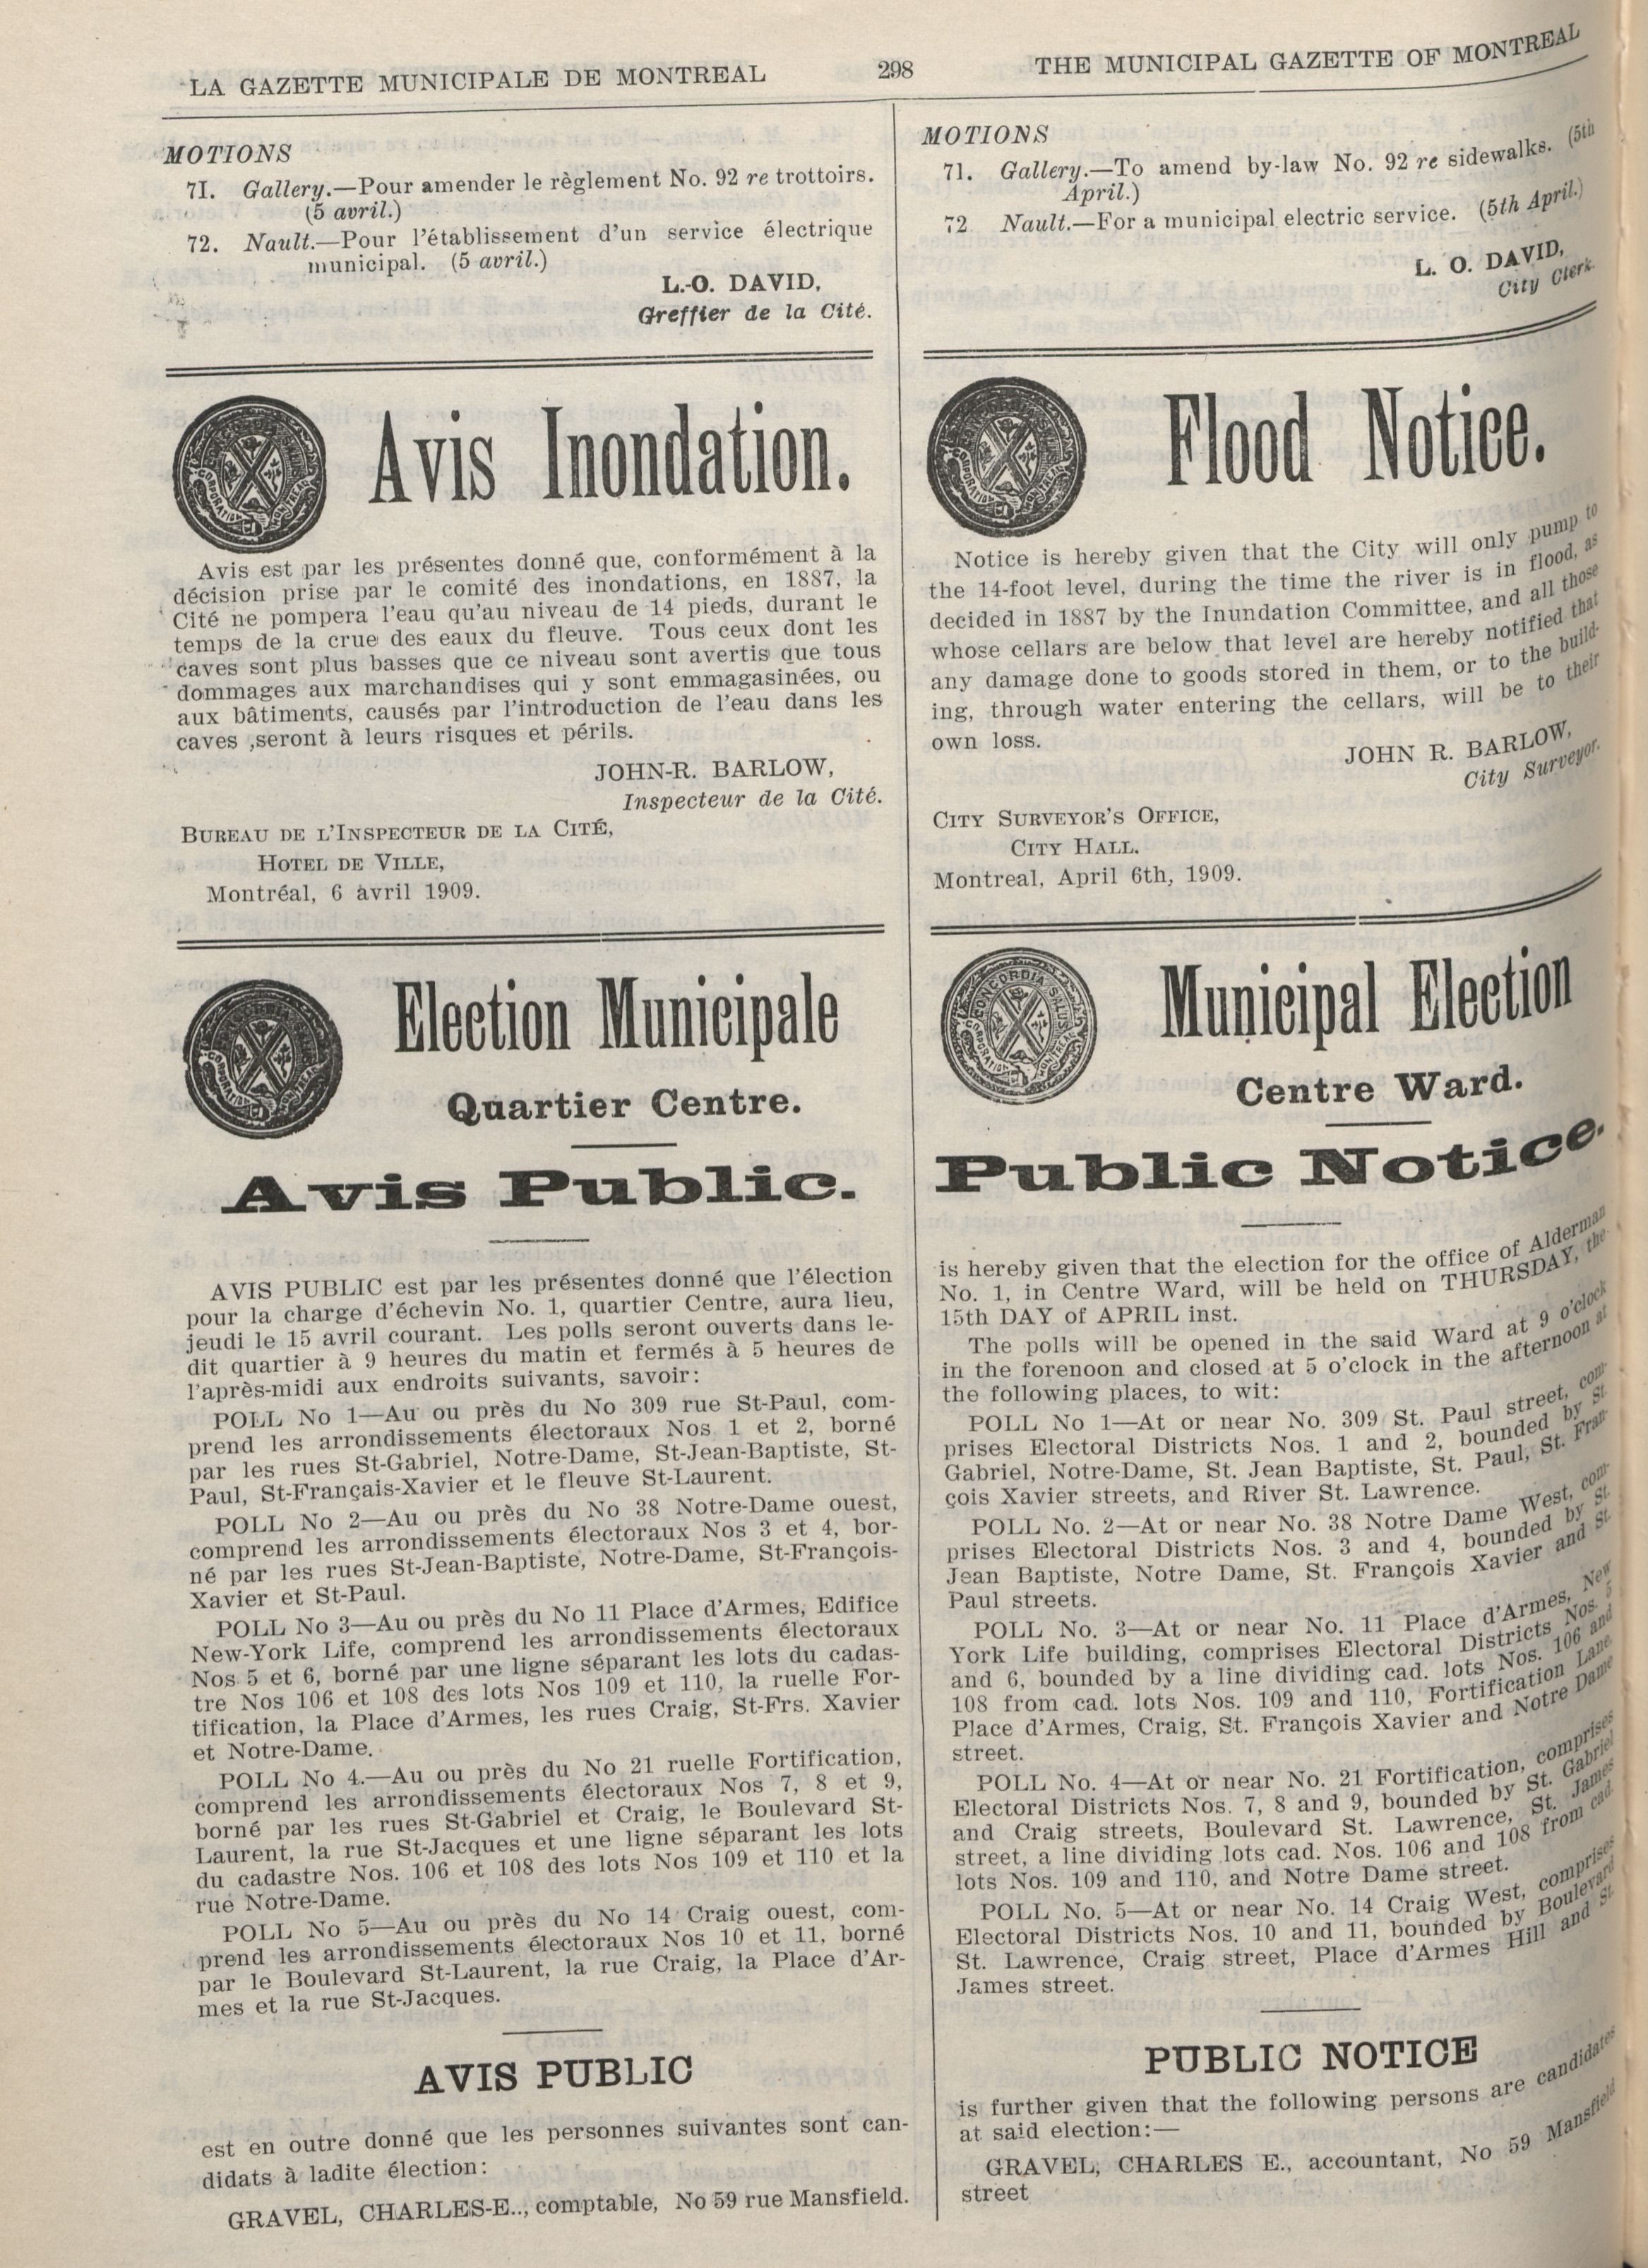 LA GAZETTE MUNICIPALE DE MONTREAL 298 THE MUNICIPAL GAZETTE OF MONTREAL
MOTIONS
71. Gallery.—Pour amender le règlement No. 92 re trottoirs.
(5 avril.)
72. Nault.—Pour l'établissement d'un service électrique
municipal. (5 avril.)
L.-O. DAVID,
Greffier de la Cité.
Avis Inondation.
Avis est par les présentes donné que, conformément à la
décision prise par le comité des inondations, en 1887, la
Cité ne pompera l'eau qu'au niveau de 14 pieds, durant le
temps de la crue des eaux du fleuve. Tous ceux dont les
caves sont plus basses que ce niveau sont avertis que tous
dommages aux marchandises qui y sont emmagasinées, ou
aux bâtiments, causés par l'introduction de l'eau dans les
caves ,seront à leurs risques et périls.
JOHN-R. BARLOW,
Inspecteur de la Cité.
BUREAU DE L'INSPECTEUR DE LA CITÉ,
HOTEL DE VILLE,
Montréal, 6 avril 1909.
Election Municipale
Quartier Centre.
Avis Public.
AVIS PUBLIC est par les présentes donné que l'élection
pour la charge d'échevin No. 1, quartier Centre, aura lieu,
jeudi le 15 avril courant. Les polls seront ouverts dans le-
dit quartier à 9 heures du matin et fermés à 5 heures de
l'après-midi aux endroits suivants, savoir:
POLL No 1—Au ou près du No 309 rue St-Paul, com-
prend les arrondissements électoraux Nos 1 et 2, borné
par les rues St-Gabriel, Notre-Dame, St-Jean-Baptiste, St-
Paul, St-Français-Xavier et le fleuve St-Laurent.
POLL No 2—Au ou près du No 38 Notre-Dame ouest,
comprend les arrondissements électoraux Nos 3 et 4, bor-
né par les rues St-Jean-Baptiste, Notre-Dame, St-François-
Xavier et St-Paul.
POLL No 3—Au ou près du No 11 Place d'Armes, Edifice
New-York Life, comprend les arrondissements électoraux
Nos 5 et 6, borné par une ligne séparant les lots du cadas-
tre Nos 106 et 108 des lots Nos 109 et 110, la ruelle For-
tification, la Place d'Armes, les rues Craig, St-Frs. Xavier
et Notre-Dame.
POLL No 4.—Au ou près du No 21 ruelle Fortification,
comprend les arrondissements électoraux Nos 7, 8 et 9,
borné par les rues St-Gabriel et Craig, le Boulevard St-
Laurent, la rue St-Jacques et une ligne séparant les lots
du cadastre Nos. 106 et 108 des lots Nos 109 et 110 et la
rue Notre-Dame.
POLL No 5—Au ou près du No 14 Craig ouest, com-
prend les arrondissements électoraux Nos 10 et 11, borné
par le Boulevard St-Laurent, la rue Craig, la Place d'Ar-
mes et la rue St-Jacques.
AVIS PUBLIC
est en outre donné que les personnes suivantes sont can-
didats à ladite élection:
GRAVEL, CHARLES-E.., comptable, No 59 rue Mansfield.
MOTIONS
71. Gallery.—To amend by-law No. 92 re sidewalks. (5th
April.)
72 Nault.—For a municipal electric service. (5th April.)
L. O. DAVID,
City Clerk.
Flood Notice.
Notice is hereby given that the City will only pump to
the 14-foot level, during the time the river is in flood, as
decided in 1887 by the Inundation Committee, and all those
whose cellars are below that level are hereby notified that
any damage done to goods stored in them, or to the build-
ing, through water entering the cellars, will be to their
own loss.
JOHN R. BARLOW,
City Surveyor.
CITY SURVEYOR'S OFFICE,
CITY HALL.
Montreal, April 6th, 1909.
CONCORDIA SALUS
CORPORATION MONTREAL
Municipal Election
Centre Ward.
Public Notice.
is hereby given that the election for the office of Alderman
No. 1, in Centre Ward, will be held on THURSDAY, the
15th DAY of APRIL inst.
The polls will be opened in the said Ward at 9 o'clock
in the forenoon and closed at 5 o'clock in the afternoon at
the following places, to wit:
POLL No 1—At or near No. 309 St. Paul street, com-
prises Electoral Districts Nos. 1 and 2, bounded by St.
Gabriel, Notre-Dame, St. Jean Baptiste, St. Paul, St. Fran-
çois Xavier streets, and River St. Lawrence.
POLL No. 2—At or near No. 38 Notre Dame West, com-
prises Electoral Districts Nos. 3 and 4, bounded by St.
Jean Baptiste, Notre Dame, St. François Xavier and St.
Paul streets.
POLL No. 3—At or near No. 11 Place d'Armes, New
York Life building, comprises Electoral Districts Nos. 5
and 6, bounded by a line dividing cad. lots Nos. 106 and
108 from cad. lots Nos. 109 and 110, Fortification Lane,
Place d'Armes, Craig, St. François Xavier and Notre Dame
street.
POLL No. 4—At or near No. 21 Fortification, comprises
Electoral Districts Nos. 7, 8 and 9, bounded by St. Gabriel
and Craig streets, Boulevard St. Lawrence, St. James
street, a line dividing lots cad. Nos. 106 and 108 from cad.
lots Nos. 109 and 110, and Notre Dame street.
POLL No. 5—At or near No. 14 Craig West, comprises
Electoral Districts Nos. 10 and 11, bounded by Boulevard
St. Lawrence, Craig street, Place d'Armes Hill and St.
James street.
PUBLIC NOTICE
is further given that the following persons are candidates
at said election:—
GRAVEL, CHARLES E., accountant, No 59 Mansfield
street